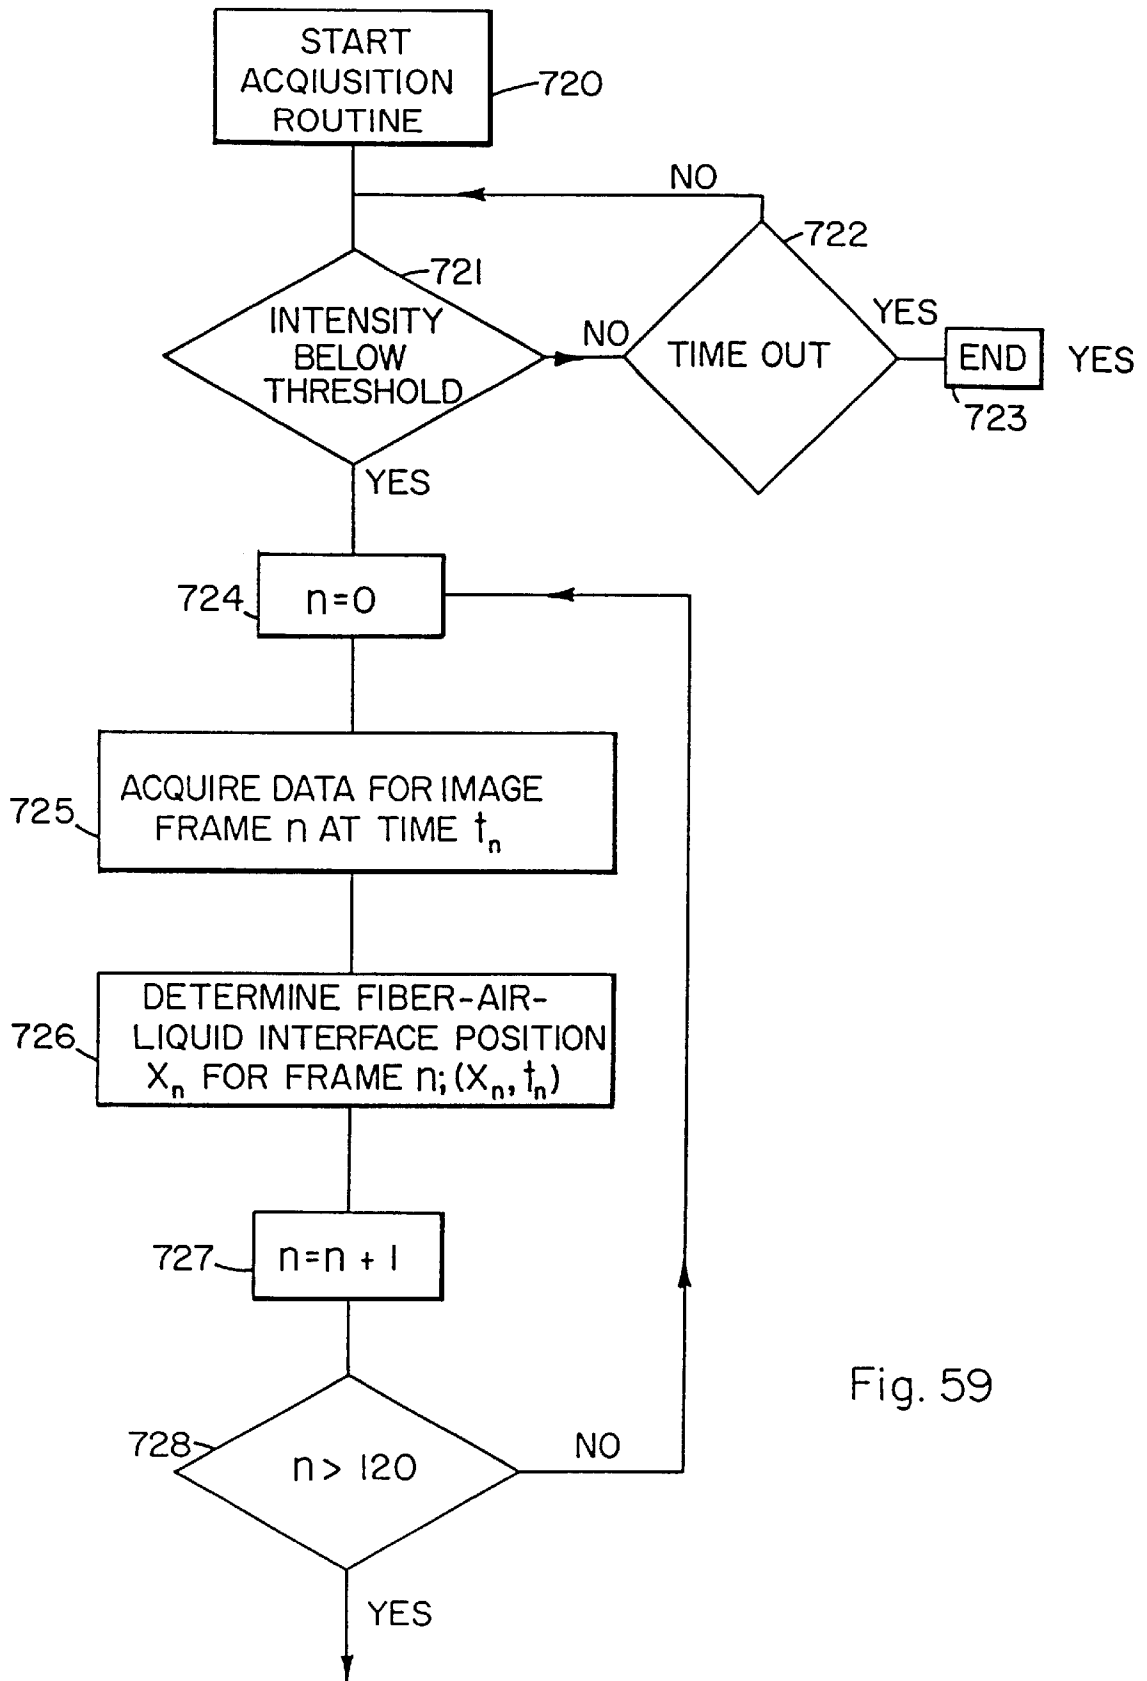 START
ACQIUSITION
ROUTINE
720
NO
722
721
INTENSITY
BELOW
THRESHOLD
NO
TIME OUT
YES
END
YES
723
YES
724
n=0
725
ACQUIRE DATA FOR IMAGE
FRAME n AT TIME tₙ
726
DETERMINE FIBER-AIR-
LIQUID INTERFACE POSITION
Xₙ FOR FRAME n; (Xₙ, tₙ)
727
n=n + 1
728
n > 120
NO
YES
Fig. 59